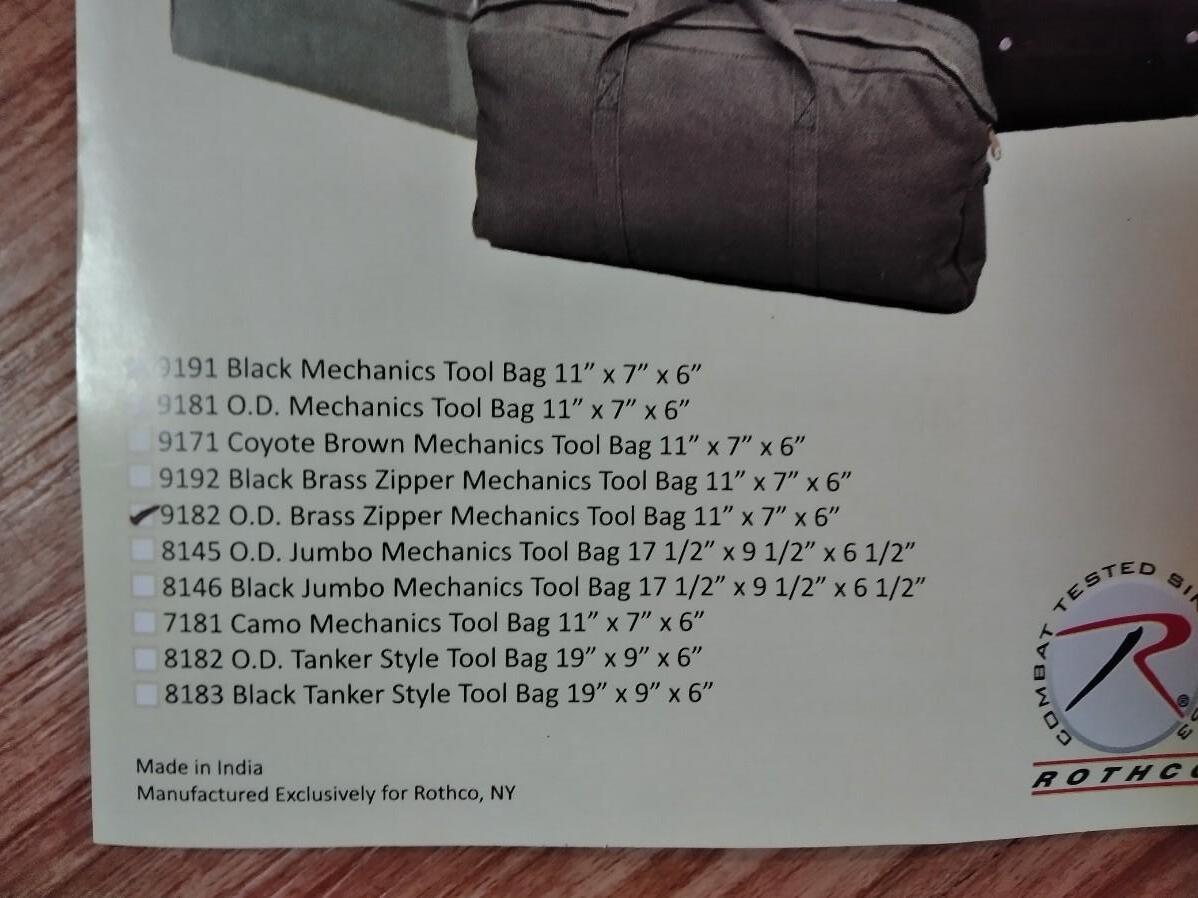 9191 Black Mechanics Tool Bag 11” x 7” x 6”
9181 O.D. Mechanics Tool Bag 11” x 7” x 6”
9171 Coyote Brown Mechanics Tool Bag 11” x 7” x 6”
9192 Black Brass Zipper Mechanics Tool Bag 11” x 7” x 6”
9182 O.D. Brass Zipper Mechanics Tool Bag 11” x 7” x 6”
8145 O.D. Jumbo Mechanics Tool Bag 17 1/2” x 9 1/2” x 6 1/2”
8146 Black Jumbo Mechanics Tool Bag 17 1/2” x 9 1/2” x 6 1/2”
7181 Camo Mechanics Tool Bag 11” x 7” x 6”
8182 O.D. Tanker Style Tool Bag 19” x 9” x 6”
8183 Black Tanker Style Tool Bag 19” x 9” x 6”
Made in India
Manufactured Exclusively for Rothco, NY
COMBAT TESTED
R®